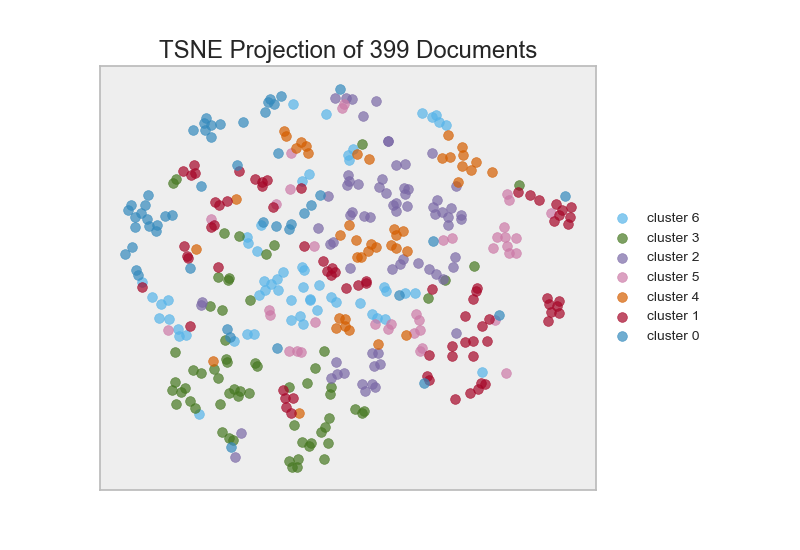 TSNE Projection of 399 Documents
cluster 6
cluster 3
cluster 2
cluster 5
cluster 4
cluster 1
cluster 0